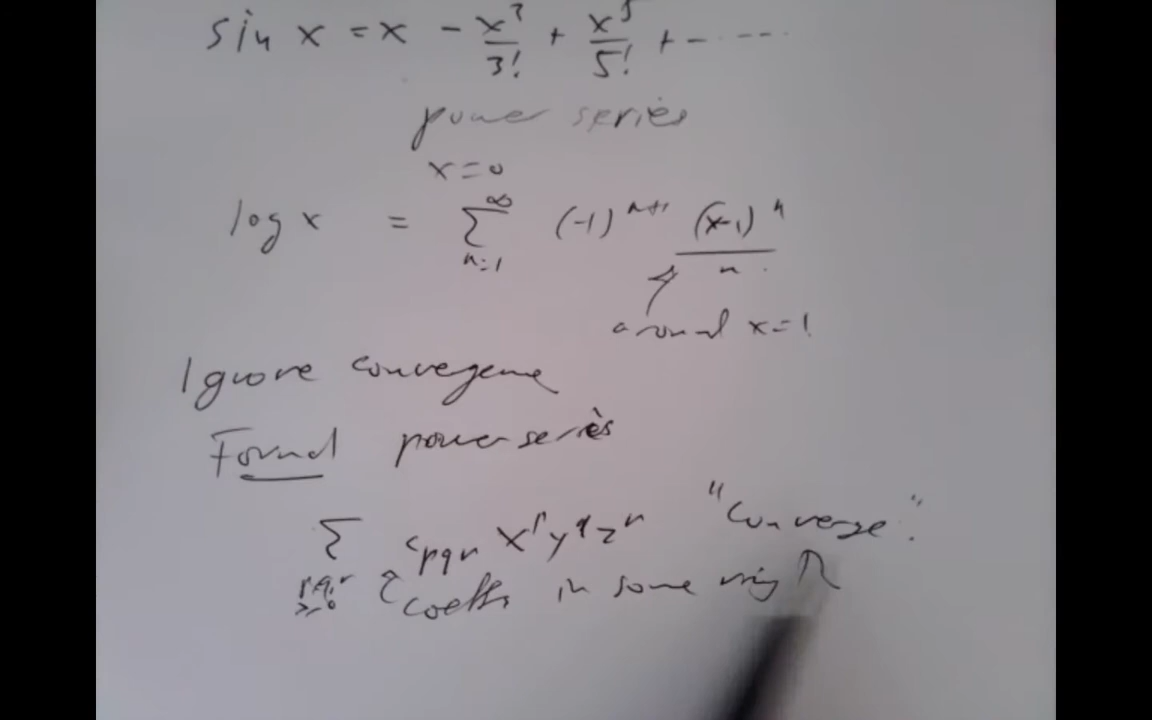 sin x = x - x³/3! + x⁵/5! + - ....
power series
x=0
log x = ∑_{n=1}^{∞} (-1)^{n+1} (x-1)^n / n
around x=1
Ignore convergence
Formal power series
∑_{p,q,r ≥0} c_{pqr} x^p y^q z^r "Converge".
coeffs in some ring